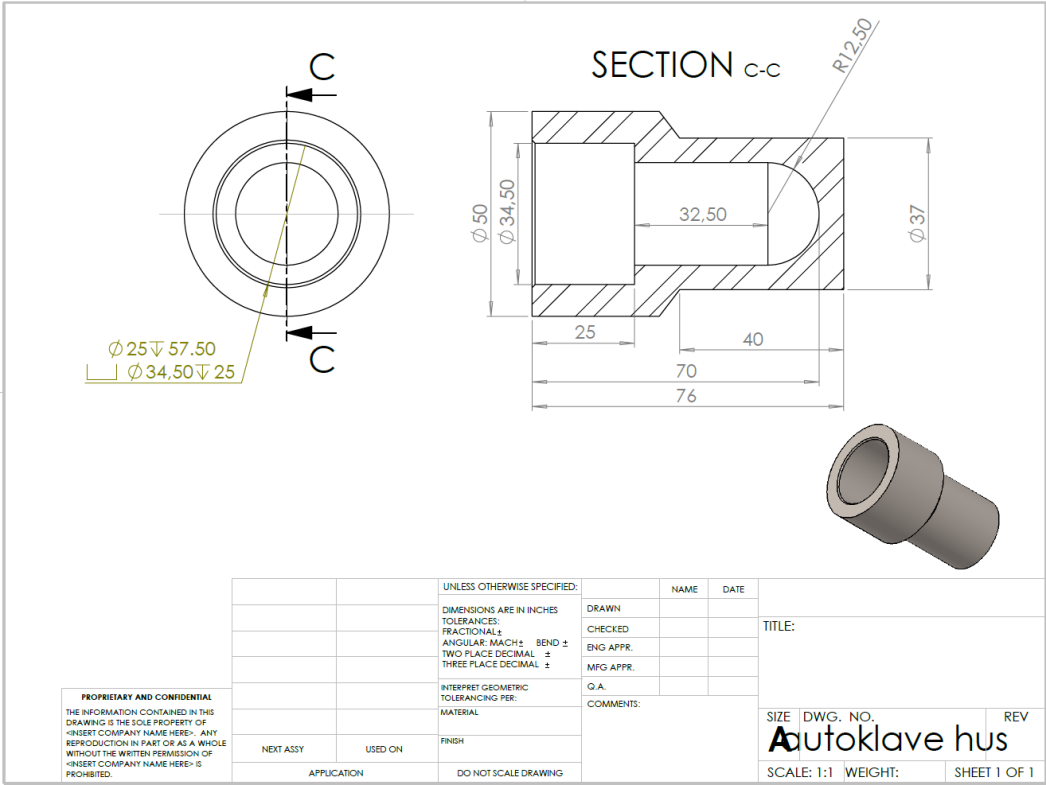 C
SECTION C-C
R12,50
∅50
∅34,50
32,50
∅37
25
40
70
76
C
∅25↧57.50
⌴∅34,50↧25
UNLESS OTHERWISE SPECIFIED:
DIMENSIONS ARE IN INCHES
TOLERANCES:
FRACTIONAL±
ANGULAR: MACH± BEND ±
TWO PLACE DECIMAL ±
THREE PLACE DECIMAL ±
INTERPRET GEOMETRIC
TOLERANCING PER:
MATERIAL
FINISH
DO NOT SCALE DRAWING
NAME DATE
DRAWN
CHECKED
ENG APPR.
MFG APPR.
Q.A.
COMMENTS:
TITLE:
SIZE DWG. NO. REV
A autoklave hus
SCALE: 1:1 WEIGHT: SHEET 1 OF 1
PROPRIETARY AND CONFIDENTIAL
THE INFORMATION CONTAINED IN THIS
DRAWING IS THE SOLE PROPERTY OF
<INSERT COMPANY NAME HERE>. ANY
REPRODUCTION IN PART OR AS A WHOLE
WITHOUT THE WRITTEN PERMISSION OF
<INSERT COMPANY NAME HERE> IS
PROHIBITED.
NEXT ASSY USED ON
APPLICATION